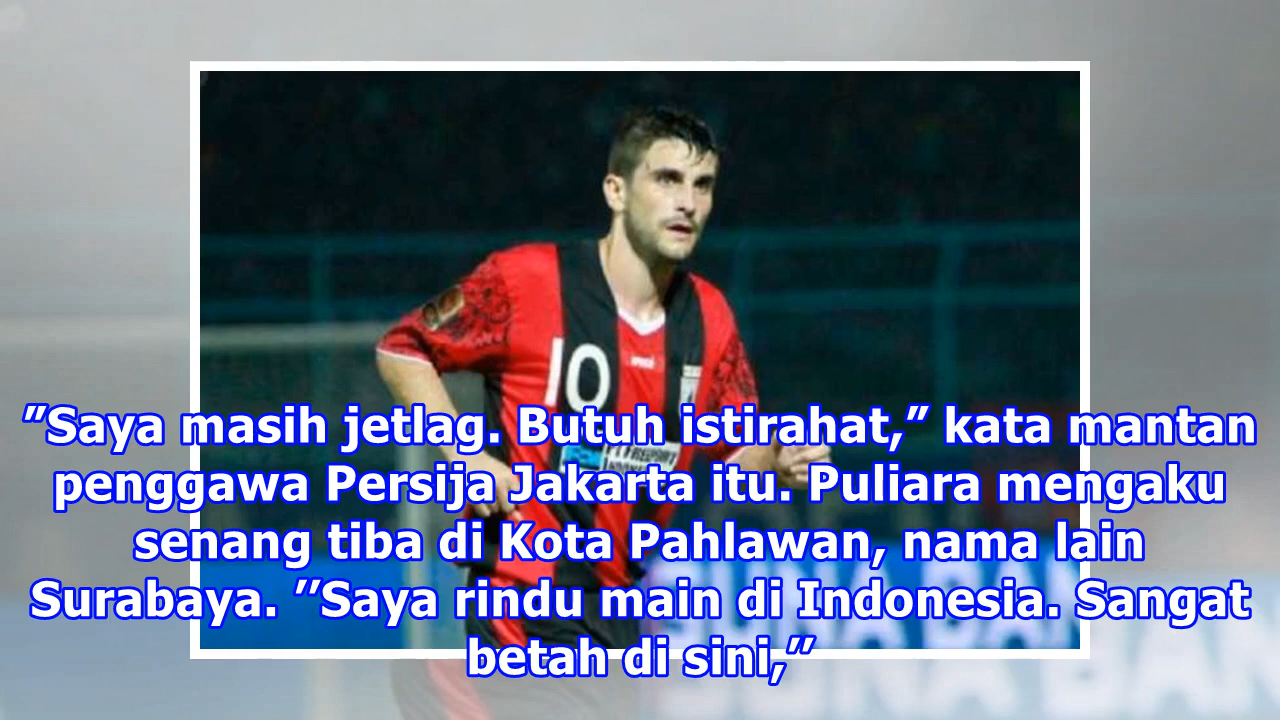 10
”Saya masih jetlag. Butuh istirahat,” kata mantan
penggawa Persija Jakarta itu. Puliara mengaku
senang tiba di Kota Pahlawan, nama lain
Surabaya. ’’Saya rindu main di Indonesia. Sangat
betah di sini,’’